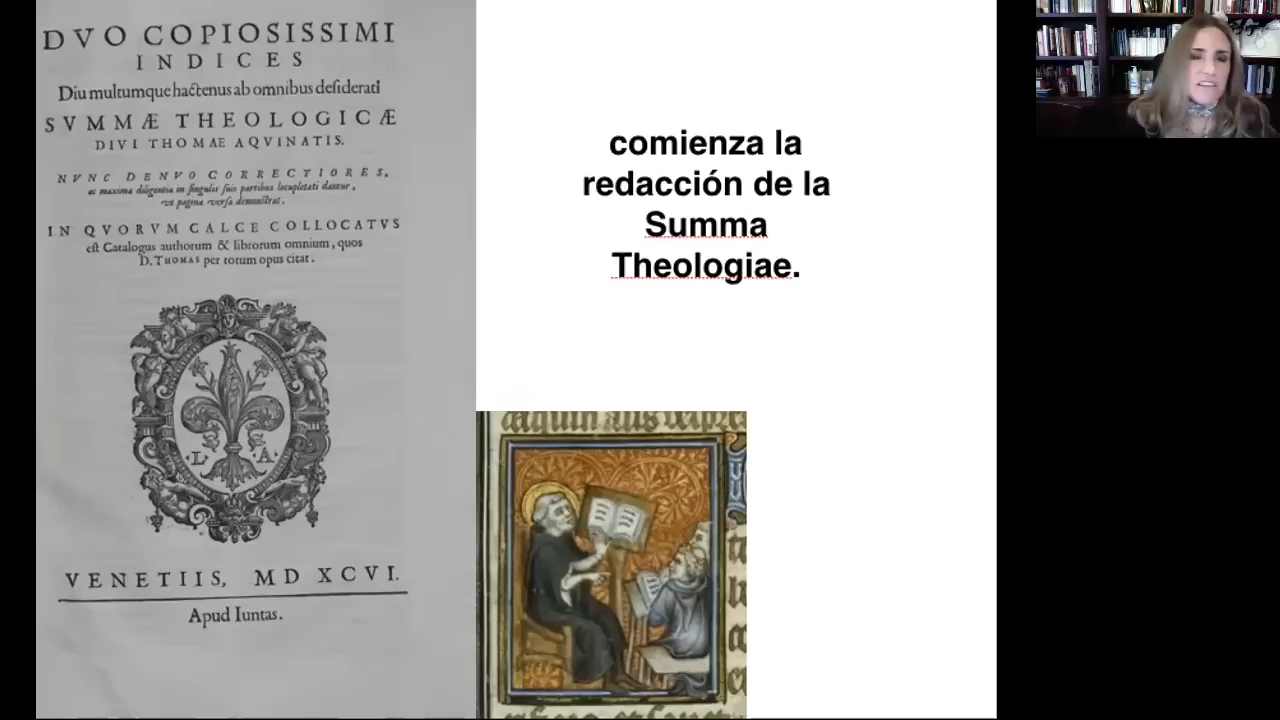 DVO COPIOSISSIMI
INDICES
Diu multumque hactenus ab omnibus desiderati
SVMMÆ THEOLOGICÆ
DIVI THOMAE AQVINATIS.
NVNC DENVO CORRECTIORES,
ac maxima diligentia in singulis suis partibus locupletati dantur,
vt pagina versa demonstrat.
IN QVORVM CALCE COLLOCATVS
est Catalogus authorum & librorum omnium, quos
D. THOMAS per totum opus citat.
L A
VENETIIS, MD XCVI.
Apud Iuntas.
comienza la
redacción de la
Summa
Theologiae.